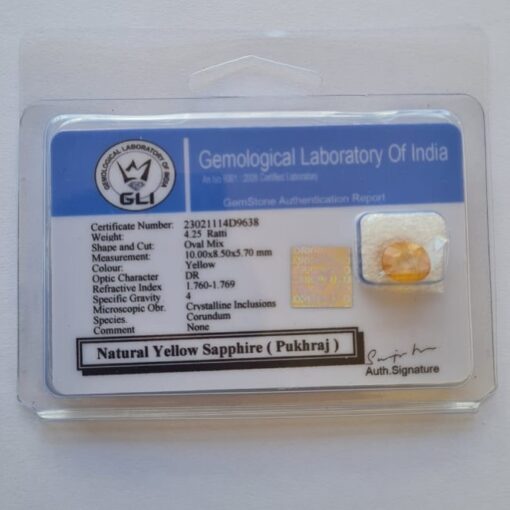 GEMOLOGICAL LABORATORY OF INDIA
GLI
Gemological Laboratory Of India
Certified Laboratory
GemStone Authentication Report
Certificate Number: 23021114D9638
Weight: 4.25 Ratti
Shape and Cut: Oval Mix
Measurement: 10.00x8.50x5.70 mm
Colour: Yellow
Optic Character DR
Refractive Index 1.760-1.769
Specific Gravity 4
Microscopic Obr. Crystalline Inclusions
Species. Corundum
Comment None
Natural Yellow Sapphire ( Pukhraj )
Auth.Signature